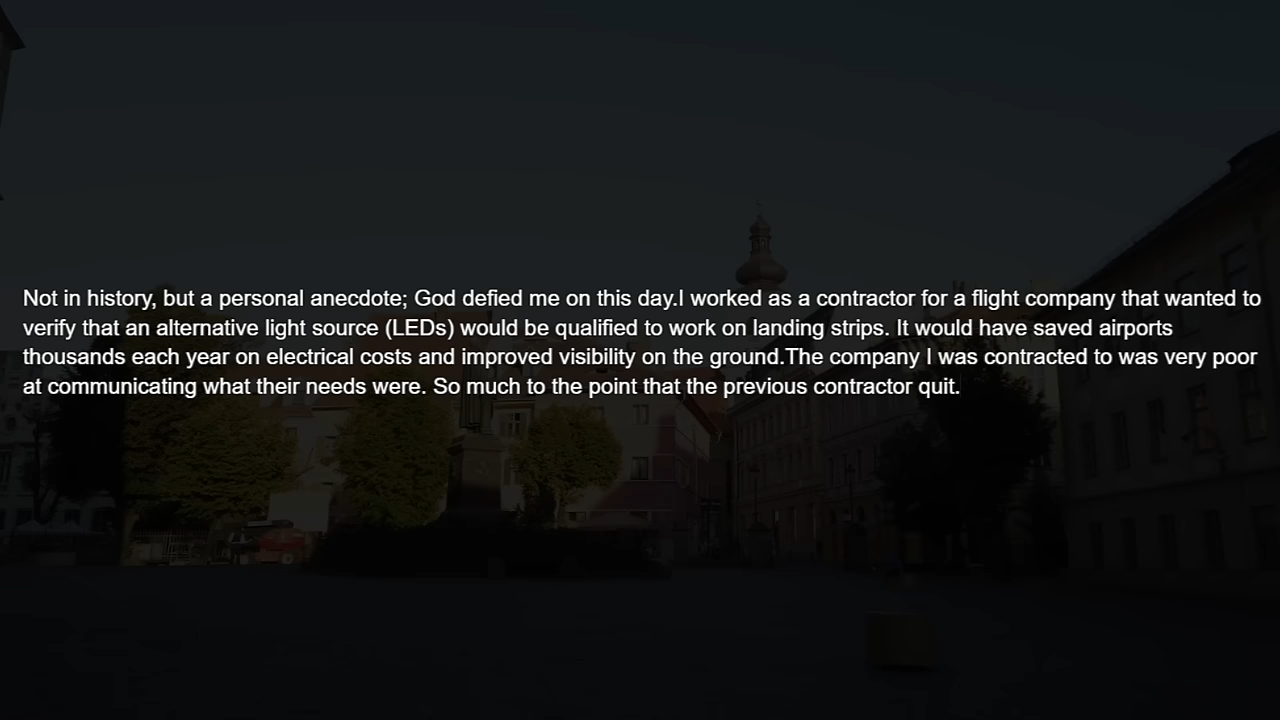 Not in history, but a personal anecdote; God defied me on this day.I worked as a contractor for a flight company that wanted to
verify that an alternative light source (LEDs) would be qualified to work on landing strips. It would have saved airports
thousands each year on electrical costs and improved visibility on the ground.The company I was contracted to was very poor
at communicating what their needs were. So much to the point that the previous contractor quit.